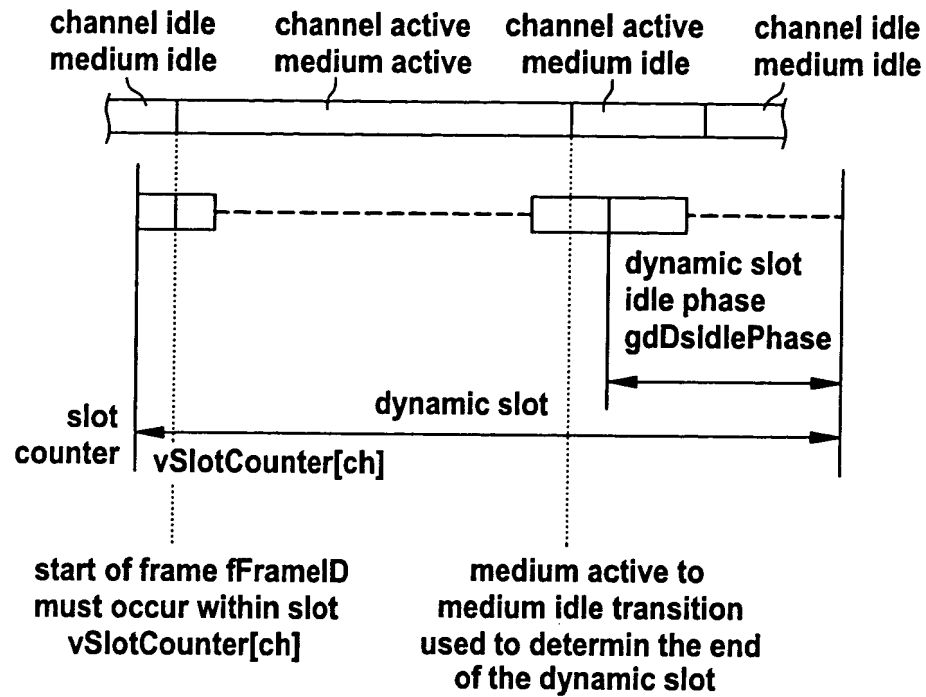 channel idle
medium idle
channel active
medium active
channel active
medium idle
channel idle
medium idle
dynamic slot
idle phase
gdDsIdlePhase
dynamic slot
slot
counter
vSlotCounter[ch]
start of frame fFrameID
must occur within slot
vSlotCounter[ch]
medium active to
medium idle transition
used to determin the end
of the dynamic slot